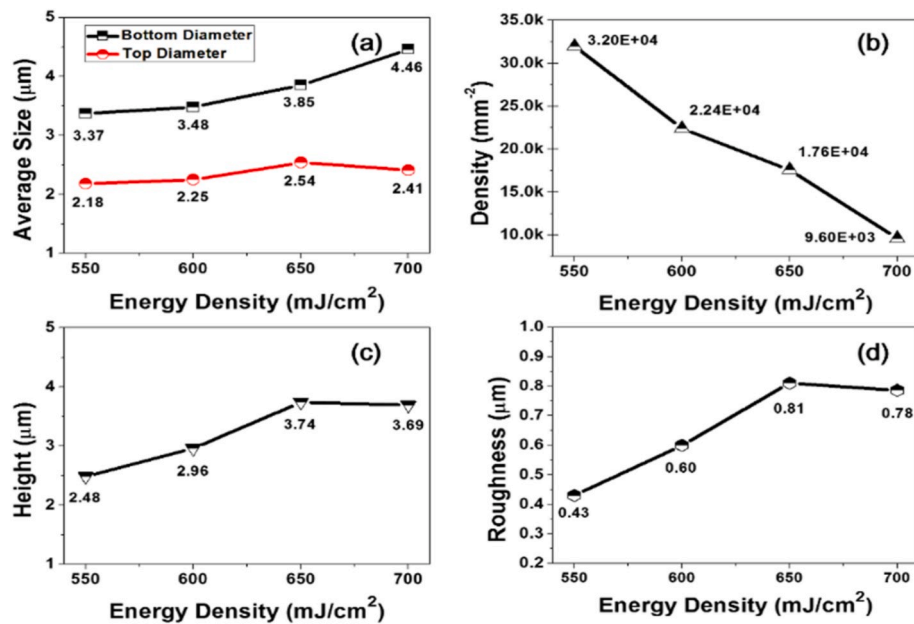 (a)
Bottom Diameter
Top Diameter
5
4
3
2
1
Average Size (μm)
3.37
3.48
3.85
4.46
2.18
2.25
2.54
2.41
550
600
650
700
Energy Density (mJ/cm²)
(b)
35.0k
30.0k
25.0k
20.0k
15.0k
10.0k
Density (mm⁻²)
3.20E+04
2.24E+04
1.76E+04
9.60E+03
550
600
650
700
Energy Density (mJ/cm²)
(c)
5
4
3
2
1
Height (μm)
2.48
2.96
3.74
3.69
550
600
650
700
Energy Density (mJ/cm²)
(d)
1.0
0.9
0.8
0.7
0.6
0.5
0.4
0.3
0.2
Roughness (μm)
0.43
0.60
0.81
0.78
550
600
650
700
Energy Density (mJ/cm²)